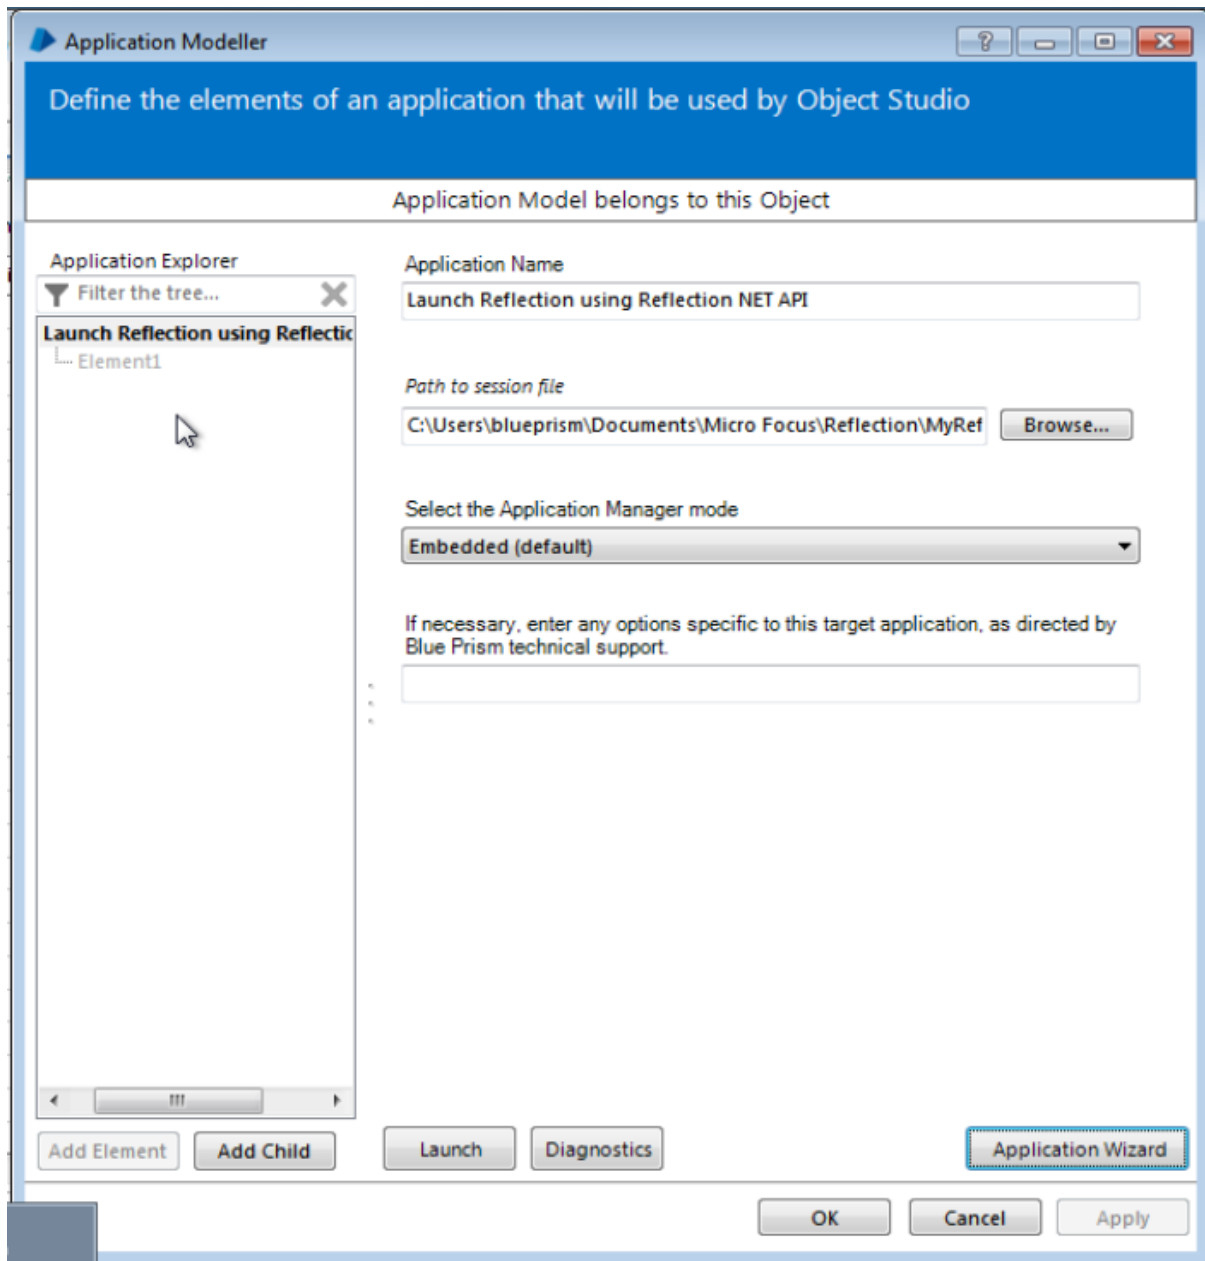 Application Modeller
Define the elements of an application that will be used by Object Studio
Application Model belongs to this Object
Application Explorer
Filter the tree...
Launch Reflection using Reflectic
Element1
Application Name
Launch Reflection using Reflection NET API
Path to session file
C:\Users\blueprism\Documents\Micro Focus\Reflection\MyRef
Browse...
Select the Application Manager mode
Embedded (default)
If necessary, enter any options specific to this target application, as directed by
Blue Prism technical support.
Add Element
Add Child
Launch
Diagnostics
Application Wizard
OK
Cancel
Apply